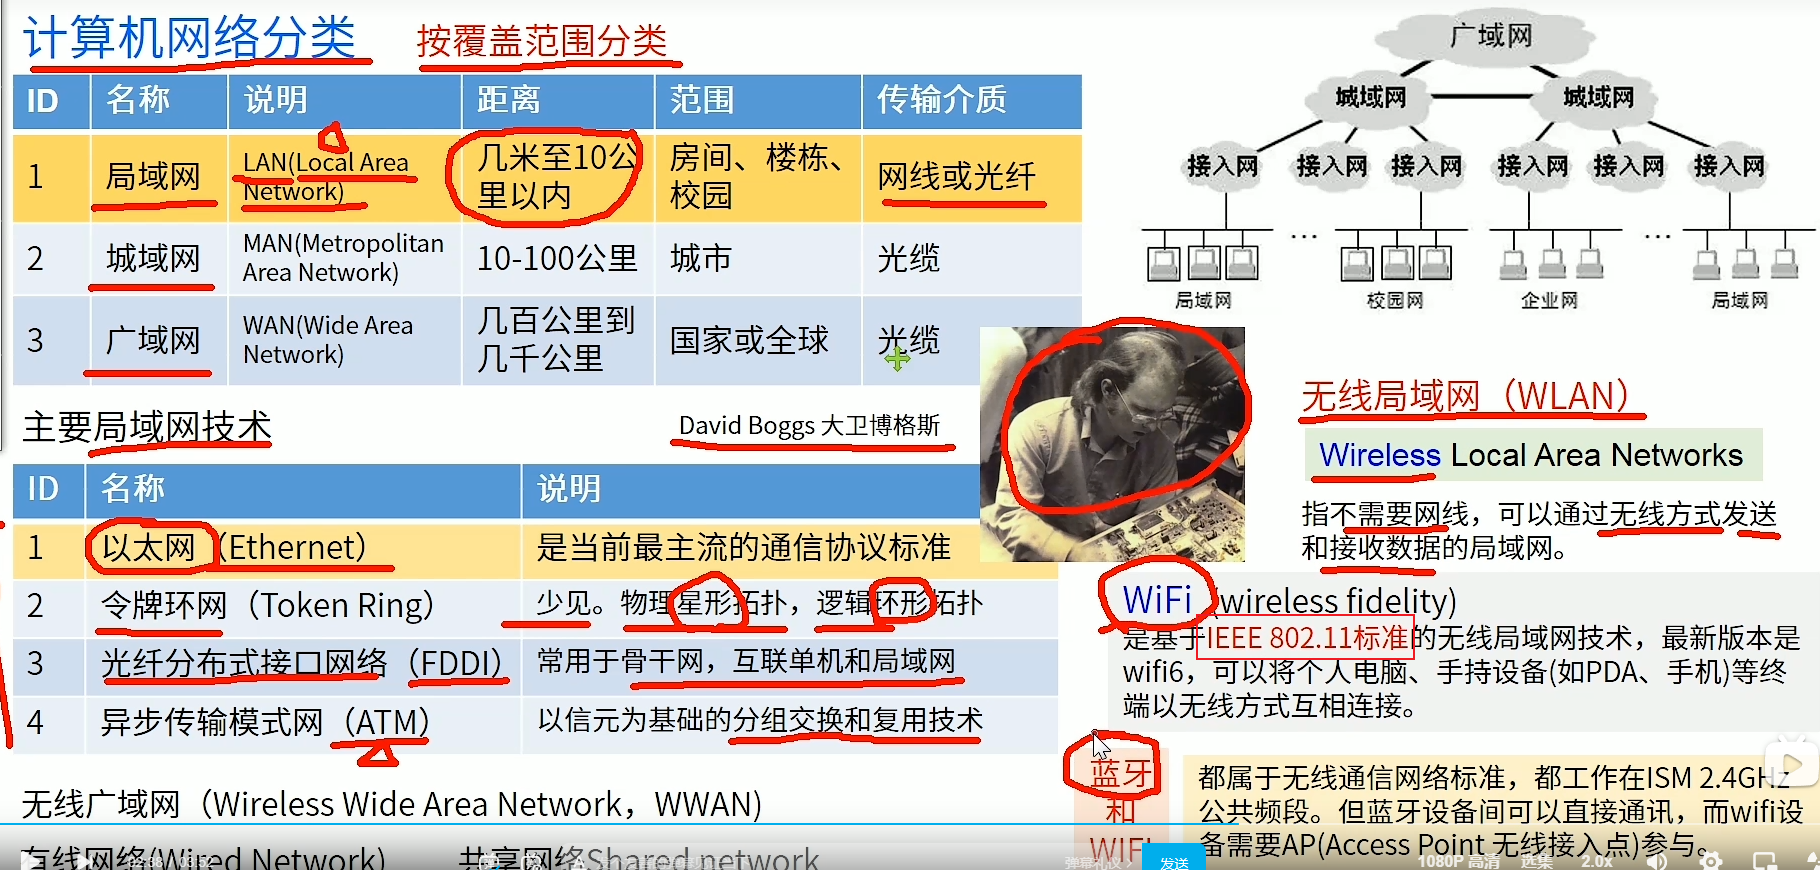 计算机网络分类
按覆盖范围分类
ID 名称 说明 距离 范围 传输介质
1 局域网 LAN(Local Area Network) 几米至10公里以内 房间、楼栋、校园 网线或光纤
2 城域网 MAN(Metropolitan Area Network) 10-100公里 城市 光缆
3 广域网 WAN(Wide Area Network) 几百公里到几千公里 国家或全球 光缆
广域网
城域网 城域网
接入网 接入网 接入网 接入网 接入网 接入网
... ...
局域网 校园网 企业网 局域网
主要局域网技术
David Boggs 大卫博格斯
ID 名称 说明
1 以太网（Ethernet） 是当前最主流的通信协议标准
2 令牌环网（Token Ring） 少见。物理星形拓扑，逻辑环形拓扑
3 光纤分布式接口网络（FDDI） 常用于骨干网，互联单机和局域网
4 异步传输模式网（ATM） 以信元为基础的分组交换和复用技术
无线广域网（Wireless Wide Area Network，WWAN)
有线网络(Wired Network) 共享网络Shared network
无线局域网（WLAN）
Wireless Local Area Networks
指不需要网线，可以通过无线方式发送
和接收数据的局域网。
WiFi (wireless fidelity)
是基于IEEE 802.11标准的无线局域网技术，最新版本是
wifi6，可以将个人电脑、手持设备(如PDA、手机)等终
端以无线方式互相连接。
蓝牙
和
WIFI
都属于无线通信网络标准，都工作在ISM 2.4GHz
公共频段。但蓝牙设备间可以直接通讯，而wifi设
备需要AP(Access Point 无线接入点)参与。
弹幕礼仪 › 发送 1080P 高清 选集 2.0x